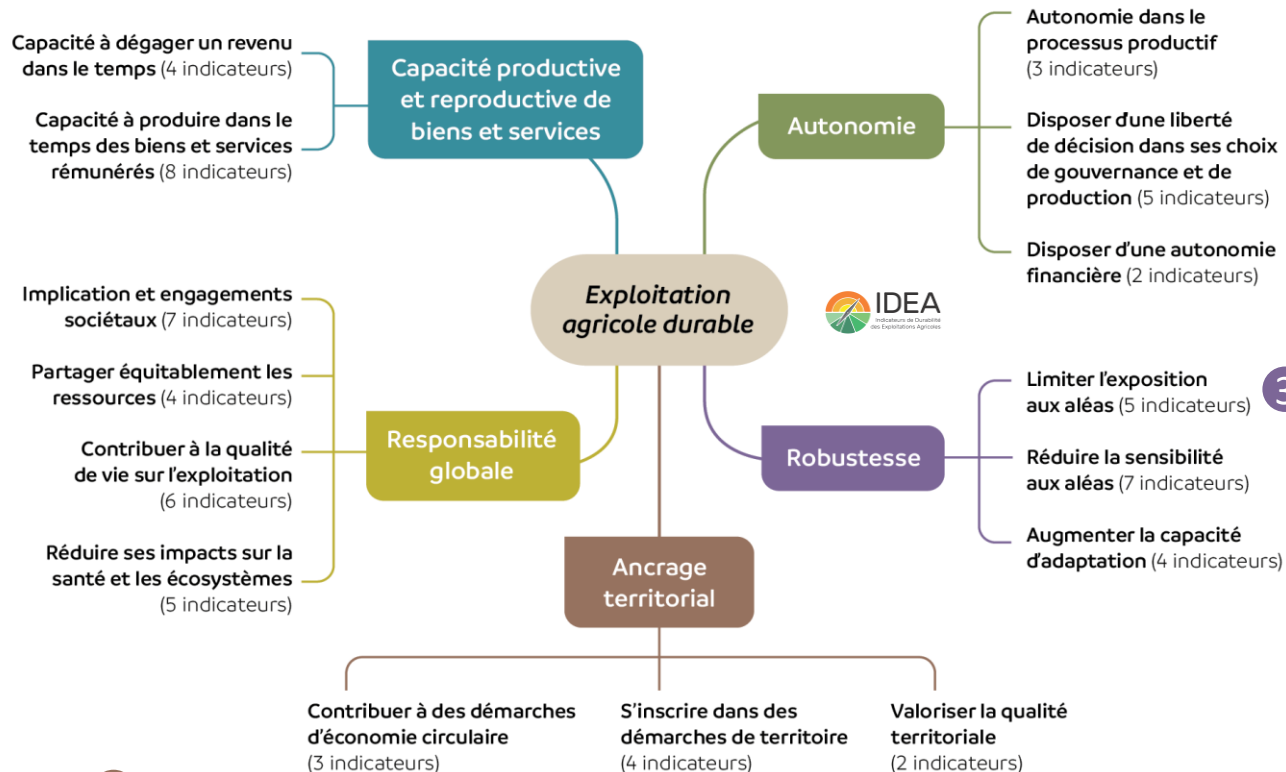 Capacité à dégager un revenu
dans le temps (4 indicateurs)
Capacité à produire dans le
temps des biens et services
rémunérés (8 indicateurs)
Capacité productive
et reproductive de
biens et services
Autonomie
Autonomie dans le
processus productif
(3 indicateurs)
Disposer d'une liberté
de décision dans ses choix
de gouvernance et de
production (5 indicateurs)
Disposer d'une autonomie
financière (2 indicateurs)
Exploitation
agricole durable
IDEA
Indicateurs de Durabilité
des Exploitations Agricoles
Implication et engagements
sociétaux (7 indicateurs)
Partager équitablement les
ressources (4 indicateurs)
Contribuer à la qualité
de vie sur l'exploitation
(6 indicateurs)
Réduire ses impacts sur la
santé et les écosystèmes
(5 indicateurs)
Responsabilité
globale
Robustesse
Limiter l'exposition
aux aléas (5 indicateurs)
3
Réduire la sensibilité
aux aléas (7 indicateurs)
Augmenter la capacité
d'adaptation (4 indicateurs)
Ancrage
territorial
Contribuer à des démarches
d'économie circulaire
(3 indicateurs)
S'inscrire dans des
démarches de territoire
(4 indicateurs)
Valoriser la qualité
territoriale
(2 indicateurs)